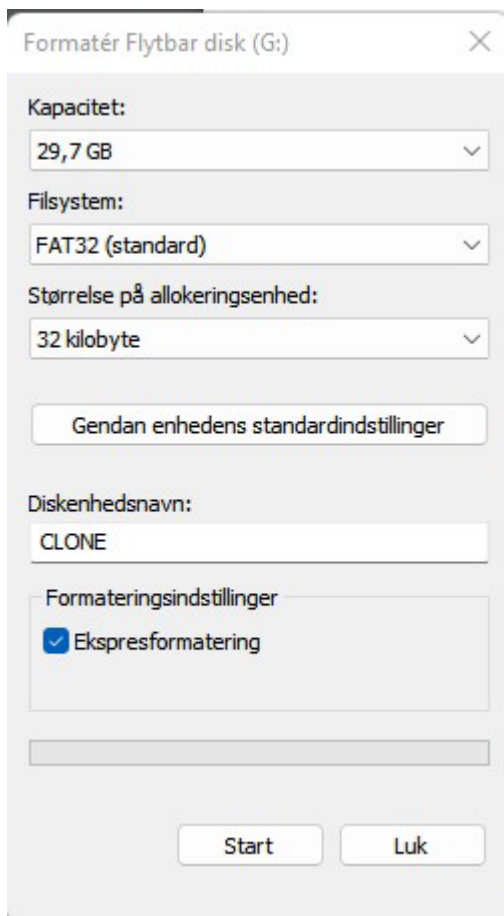 Formatér Flytbar disk (G:)
Kapacitet:
29,7 GB
Filsystem:
FAT32 (standard)
Størrelse på allokeringsenhed:
32 kilobyte
Gendan enhedens standardindstillinger
Diskenhedsnavn:
CLONE
Formateringsindstillinger
Ekspresformatering
Start
Luk